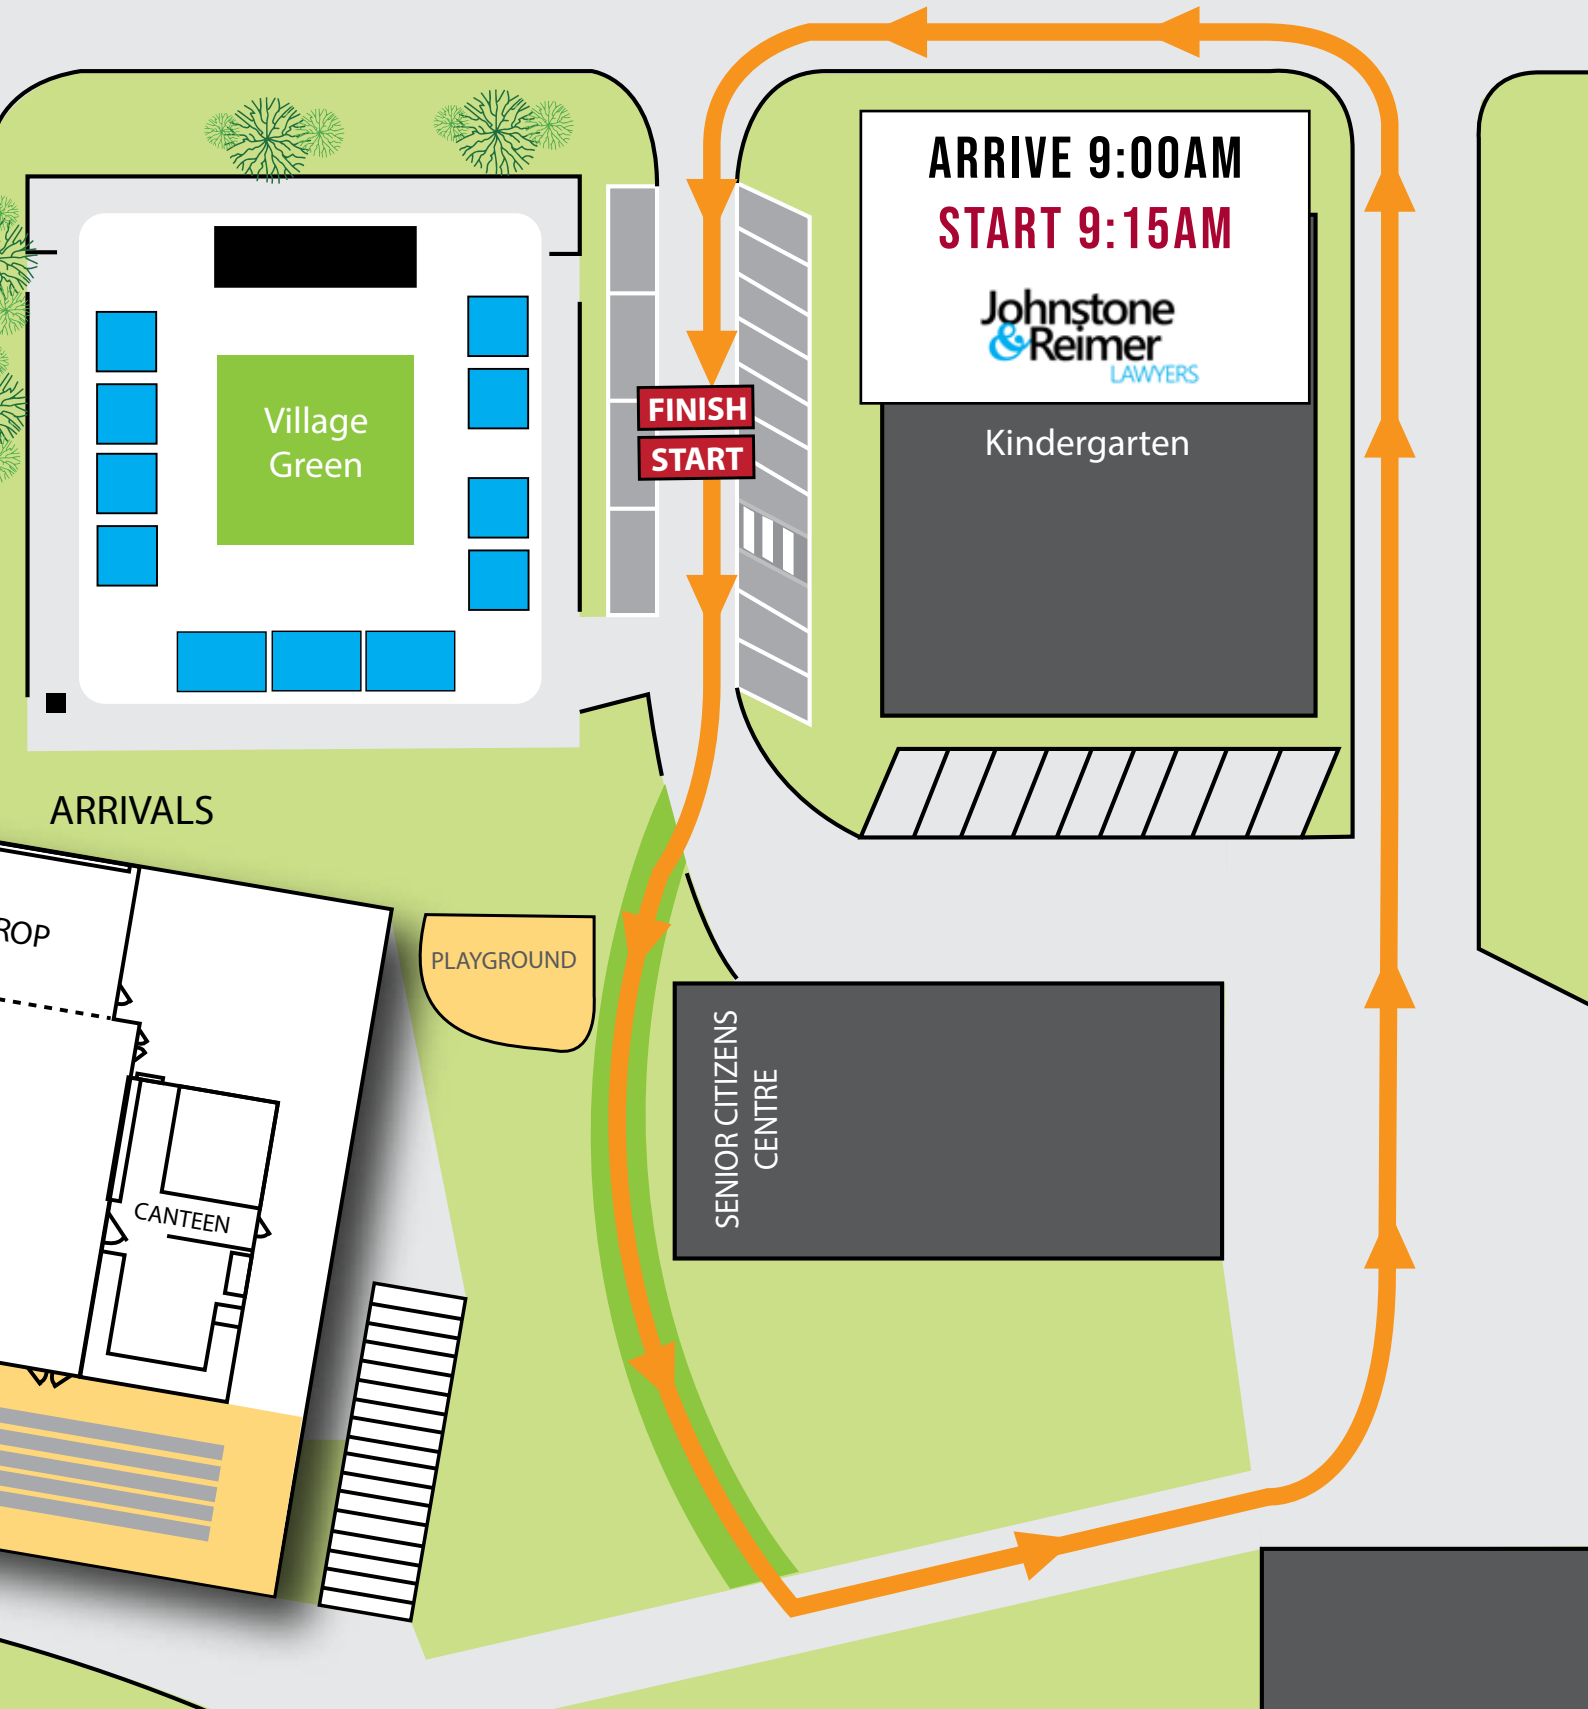 ARRIVE 9:00AM
START 9:15AM
Johnstone
&Reimer
LAWYERS
Village
Green
FINISH
START
Kindergarten
ARRIVALS
ROP
PLAYGROUND
SENIOR CITIZENS
CENTRE
CANTEEN